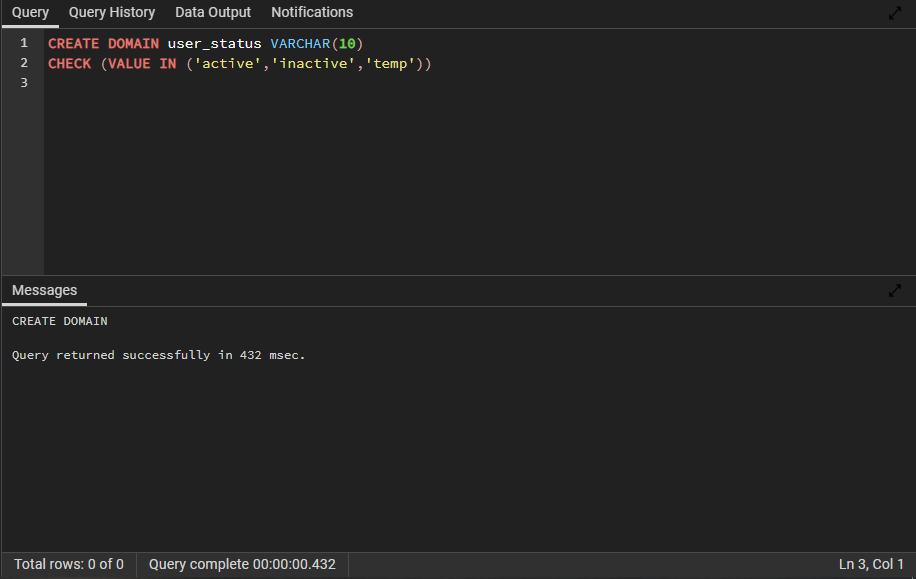 Query Query History Data Output Notifications
1 CREATE DOMAIN user_status VARCHAR(10)
2 CHECK (VALUE IN ('active','inactive','temp'))
3
Messages
CREATE DOMAIN
Query returned successfully in 432 msec.
Total rows: 0 of 0 Query complete 00:00:00.432 Ln 3, Col 1